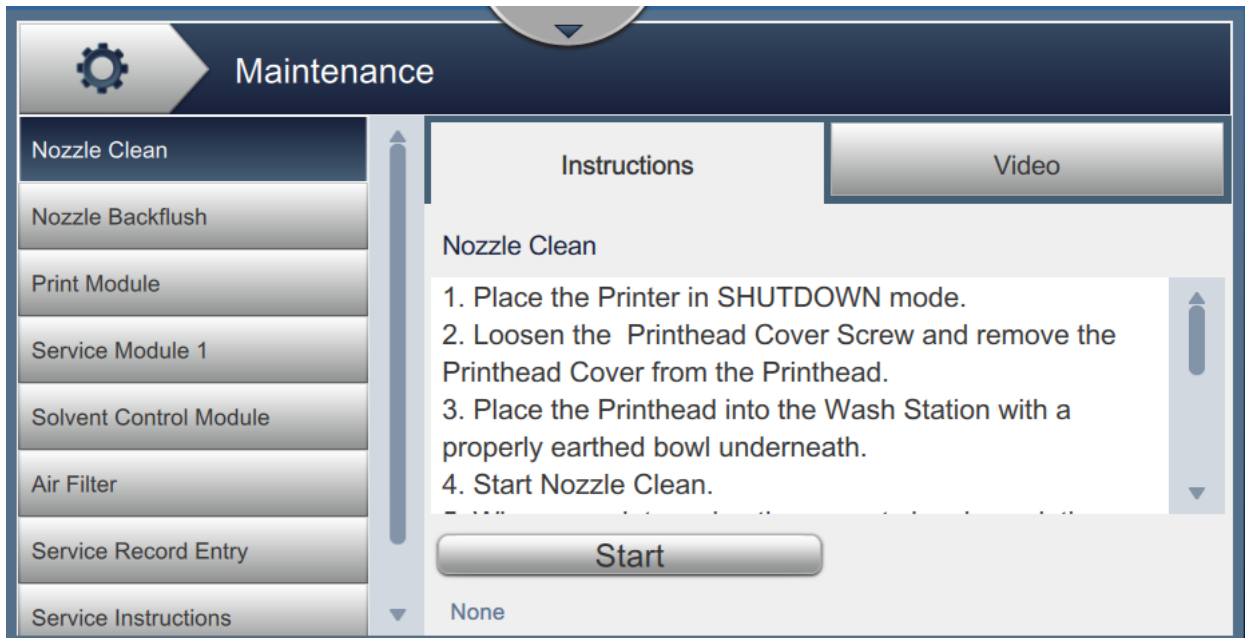 Maintenance
Nozzle Clean
Nozzle Backflush
Print Module
Service Module 1
Solvent Control Module
Air Filter
Service Record Entry
Service Instructions
Instructions
Video
Nozzle Clean
1. Place the Printer in SHUTDOWN mode.
2. Loosen the  Printhead Cover Screw and remove the
Printhead Cover from the Printhead.
3. Place the Printhead into the Wash Station with a
properly earthed bowl underneath.
4. Start Nozzle Clean.
Start
None